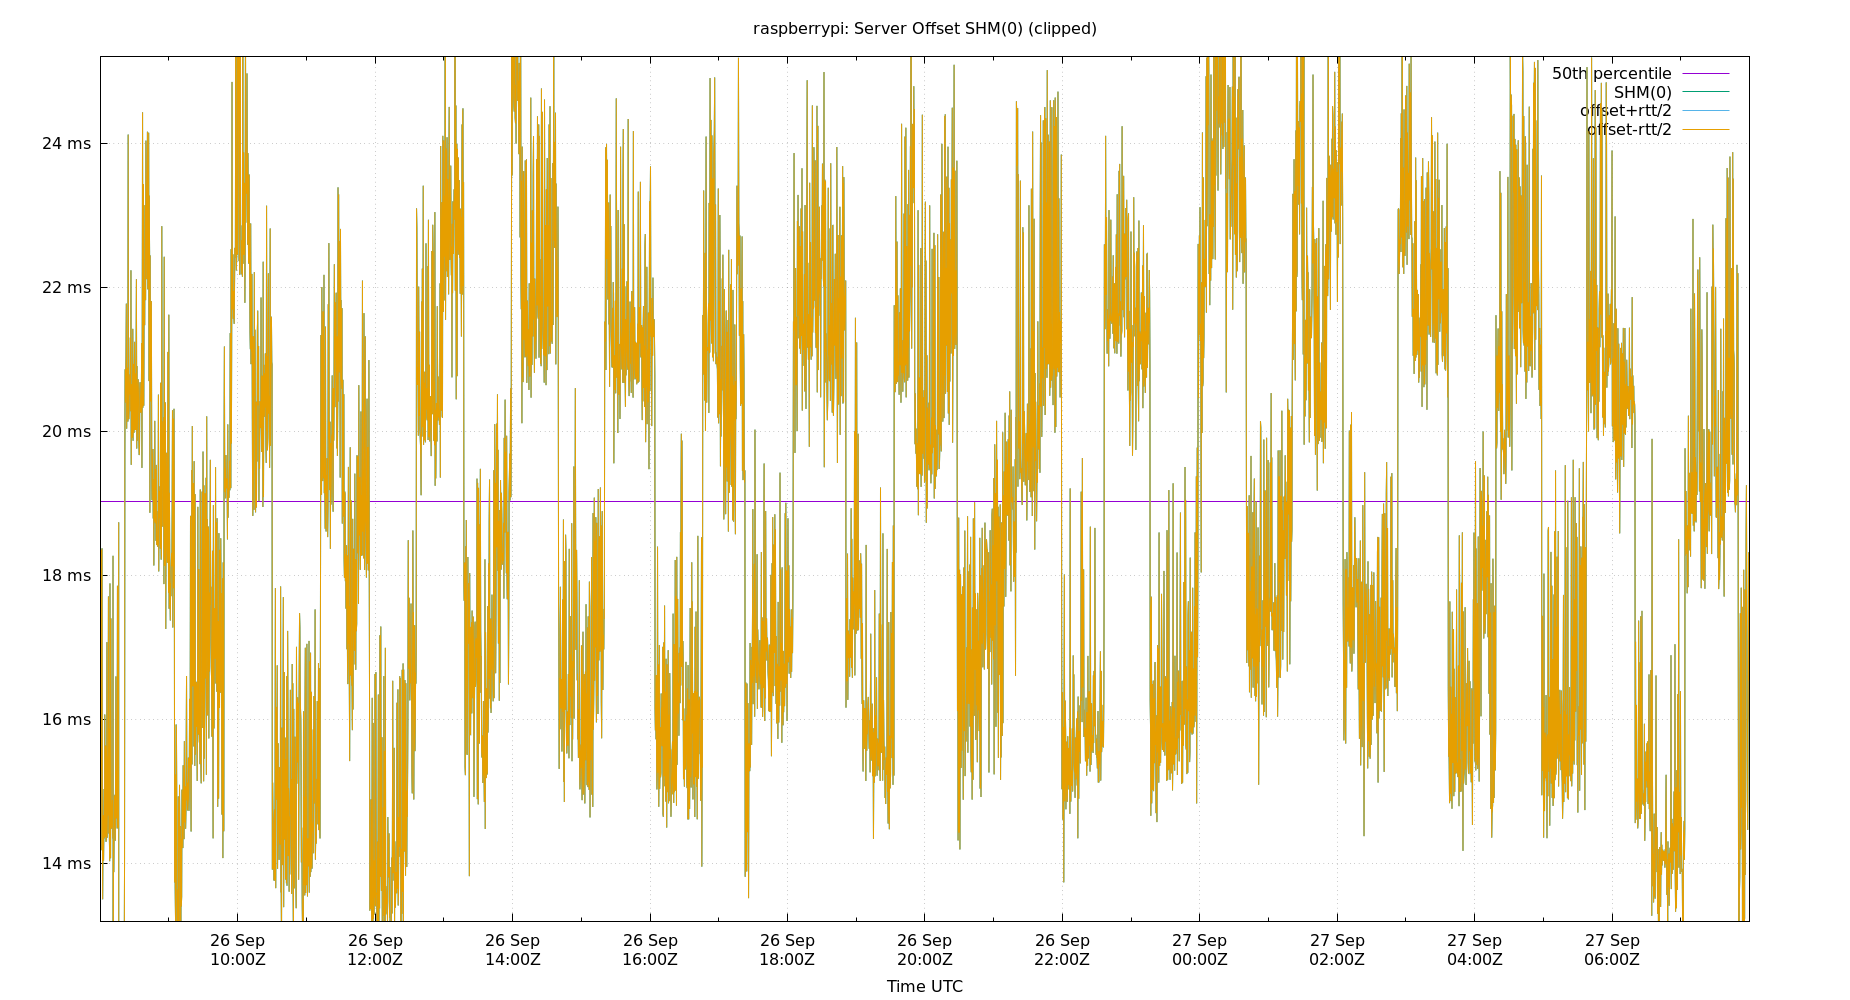 raspberrypi: Server Offset SHM(0) (clipped)
50th percentile
SHM(0)
offset+rtt/2
offset-rtt/2
24 ms
22 ms
20 ms
18 ms
16 ms
14 ms
26 Sep 26 Sep 26 Sep 26 Sep 26 Sep 26 Sep 26 Sep 27 Sep 27 Sep 27 Sep 27 Sep
10:00Z 12:00Z 14:00Z 16:00Z 18:00Z 20:00Z 22:00Z 00:00Z 02:00Z 04:00Z 06:00Z
Time UTC